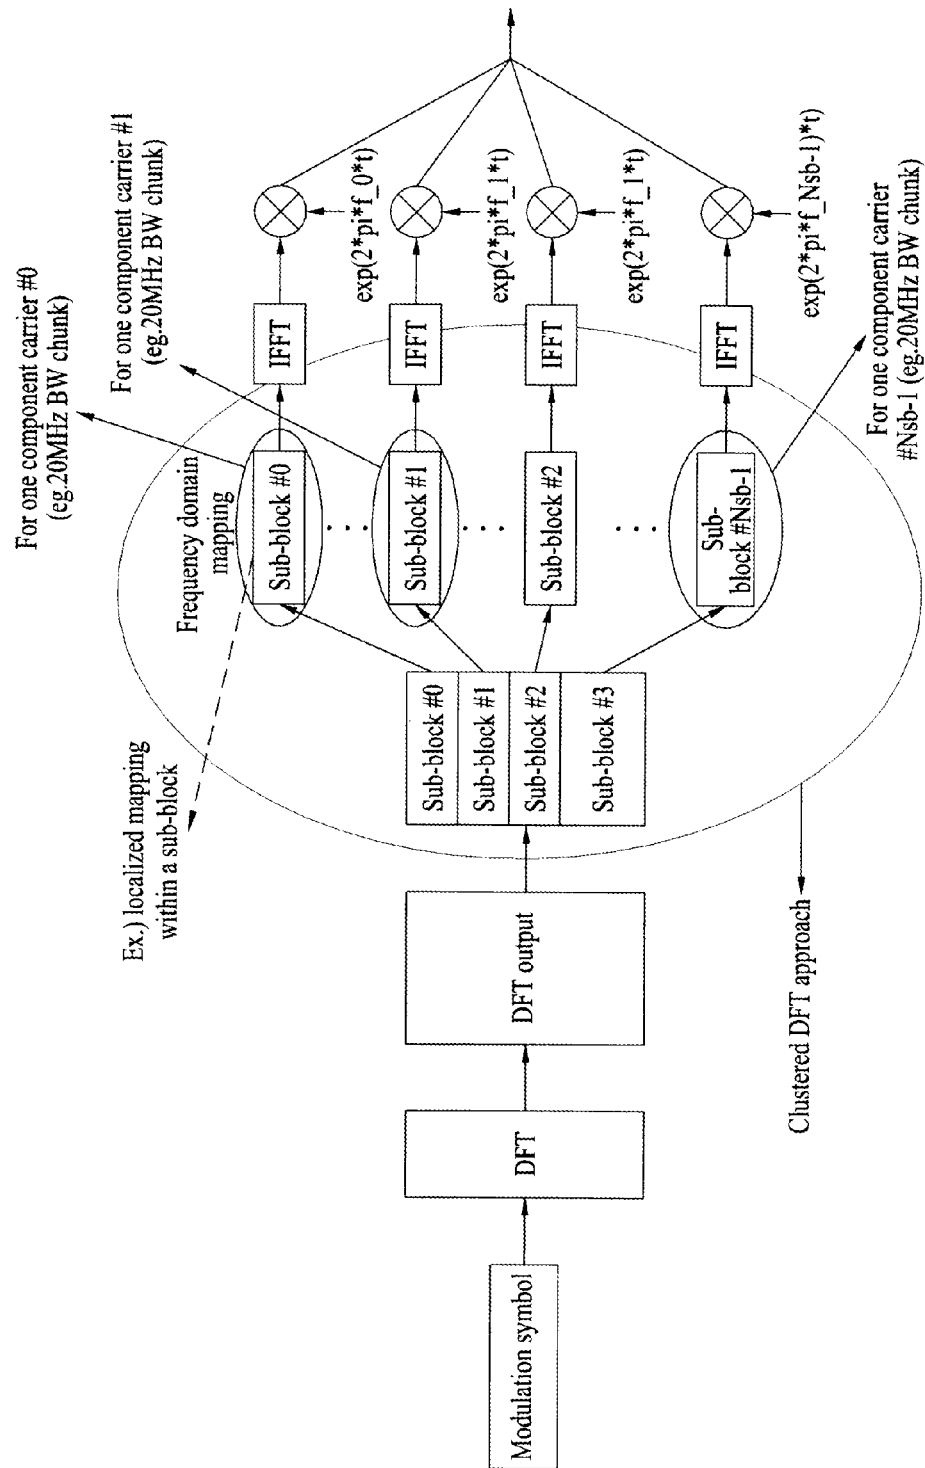 Modulation symbol
DFT
DFT output
Sub-block #0
Sub-block #1
Sub-block #2
Sub-block #3
Ex.) localized mapping
within a sub-block
Frequency domain
mapping
For one component carrier #0
(eg.20MHz BW chunk)
For one component carrier #1
(eg.20MHz BW chunk)
Sub-block #0
IFFT
exp(2*pi*f_0*t)
Sub-block #1
IFFT
exp(2*pi*f_1*t)
Sub-block #2
IFFT
exp(2*pi*f_1*t)
Sub-
block #Nsb-1
IFFT
exp(2*pi*f_Nsb-1)*t)
For one component carrier
#Nsb-1 (eg.20MHz BW chunk)
Clustered DFT approach